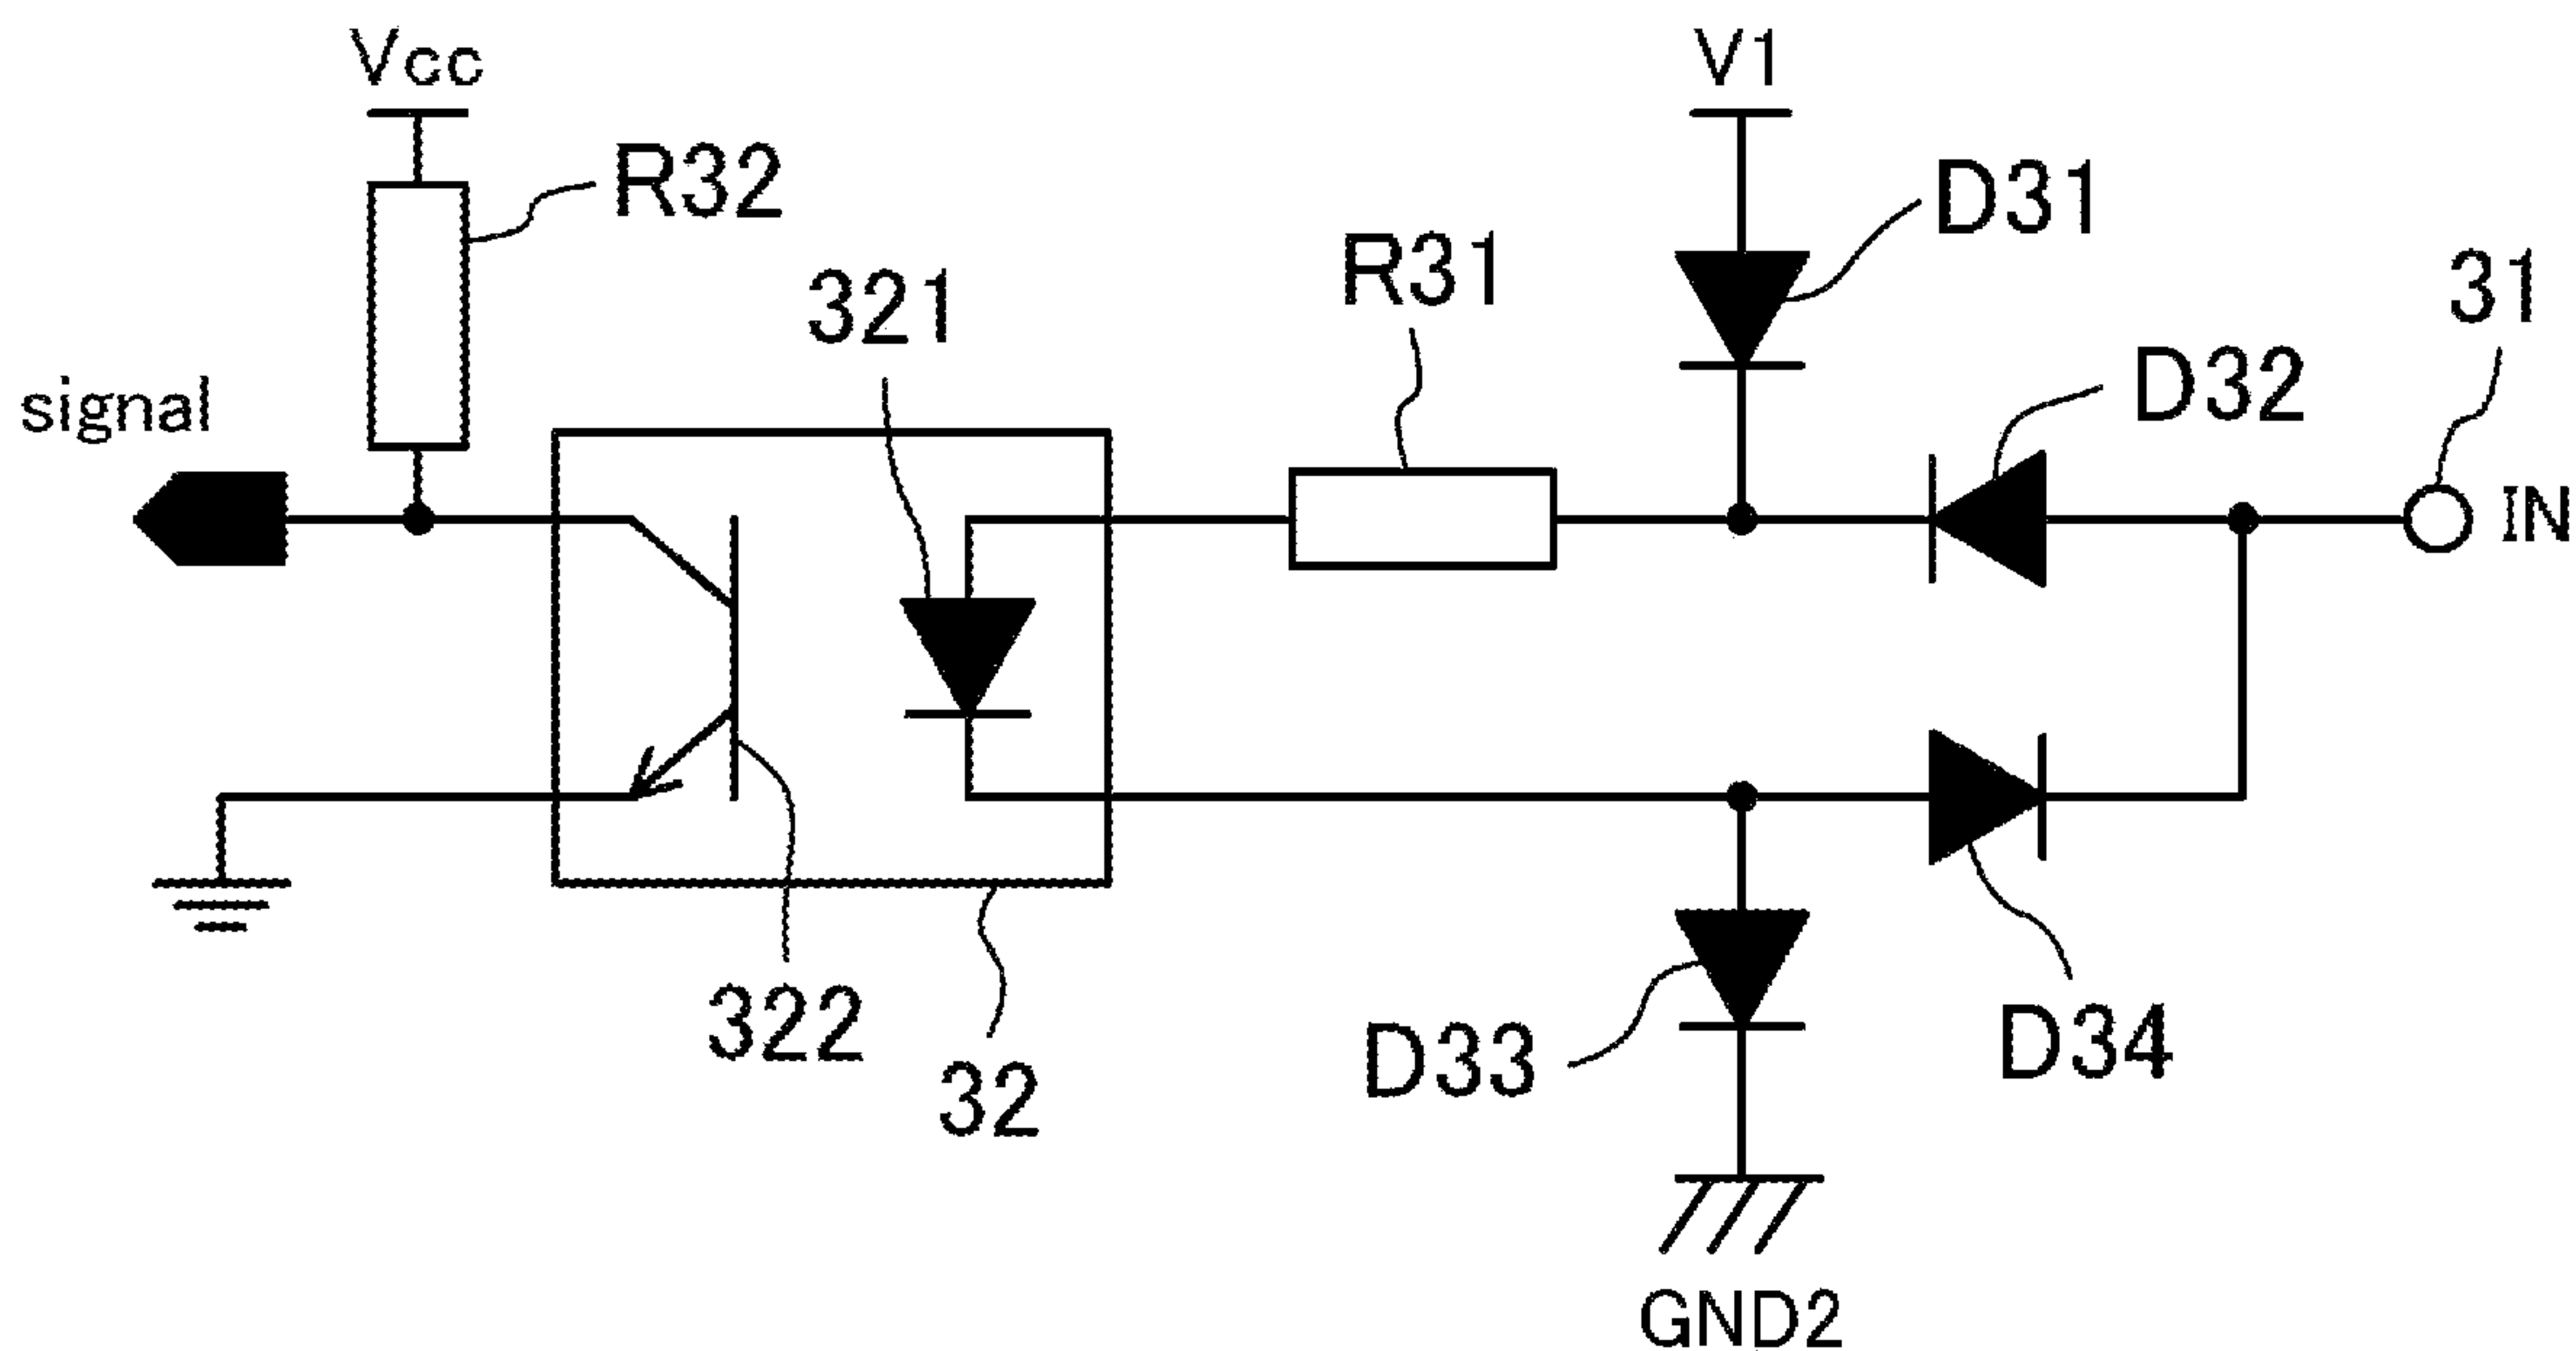 Vcc
V1
R32
D31
R31
31
321
D32
signal
IN
322
D33
D34
32
GND2